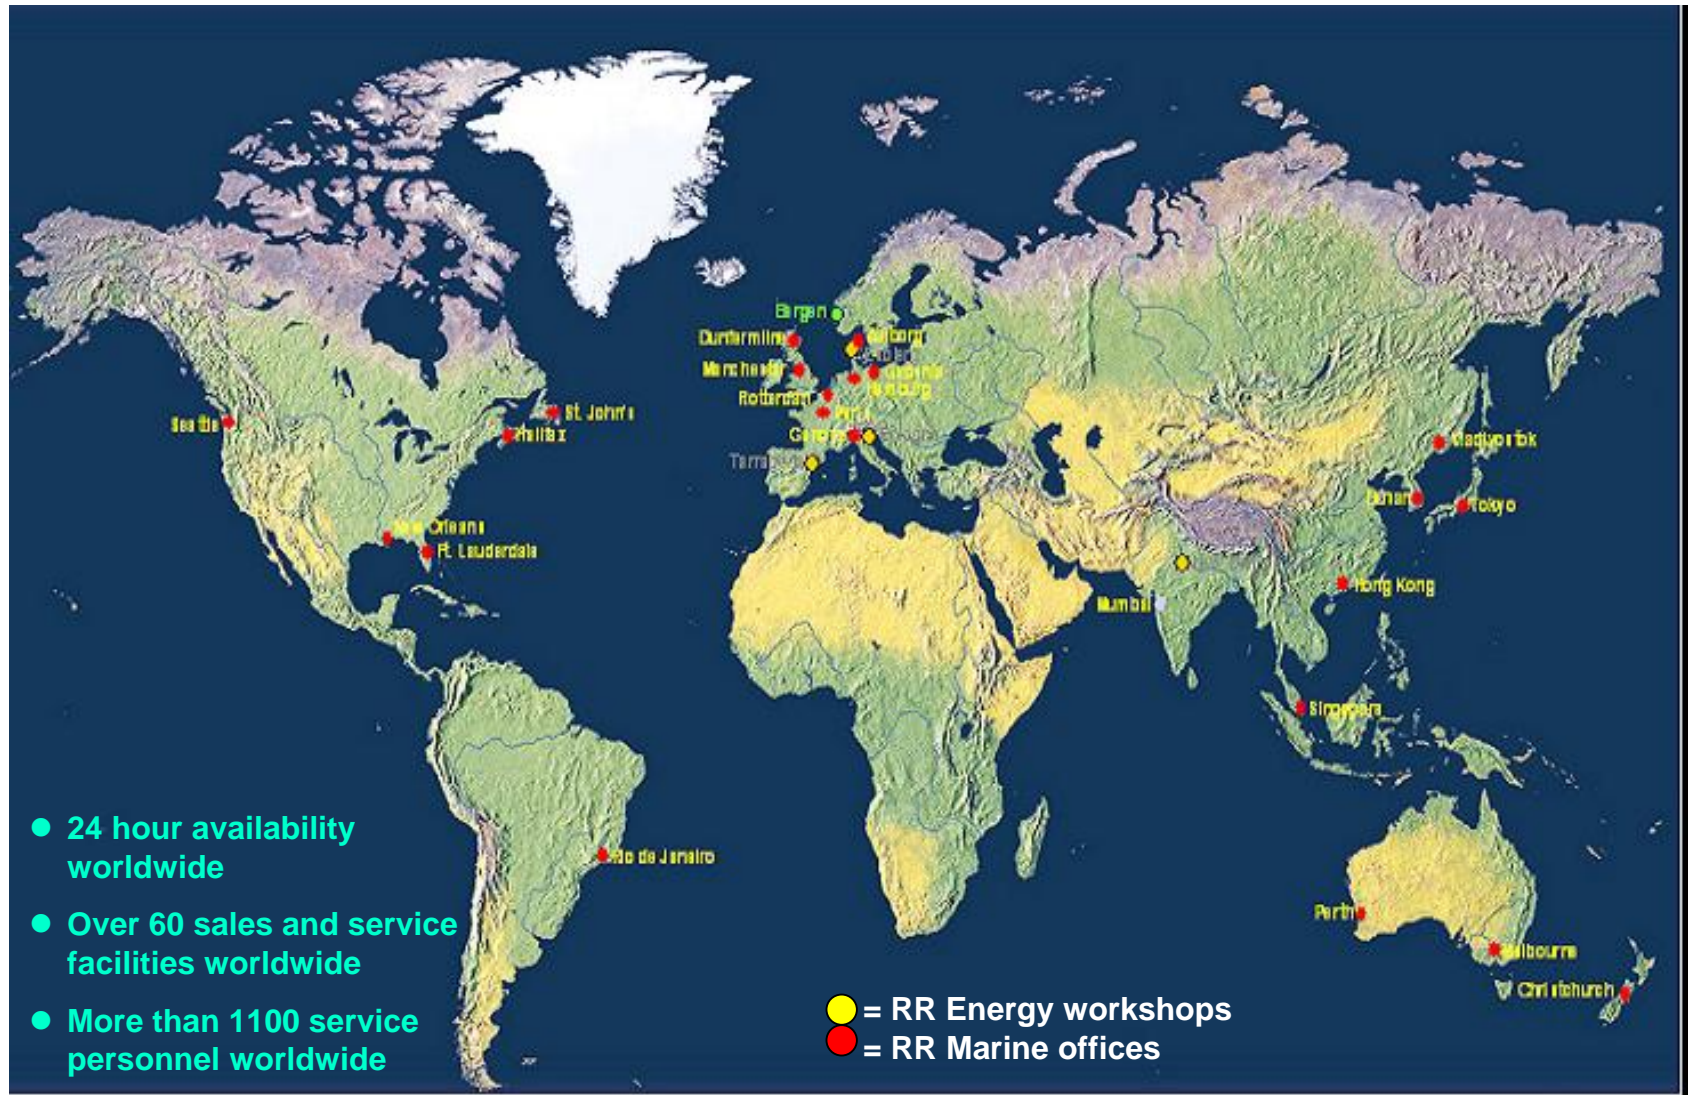 Bergen
Dunfermline
Aalborg
Manchester
Rotterdam
Paris
Tarragona
Seattle
St. John's
Halifax
New Orleans
Ft. Lauderdale
Vladivostok
Tokyo
Hong Kong
Mumbai
Singapore
Rio de Janeiro
Perth
Melbourne
Christchurch
24 hour availability
worldwide
Over 60 sales and service
facilities worldwide
More than 1100 service
personnel worldwide
= RR Energy workshops
= RR Marine offices